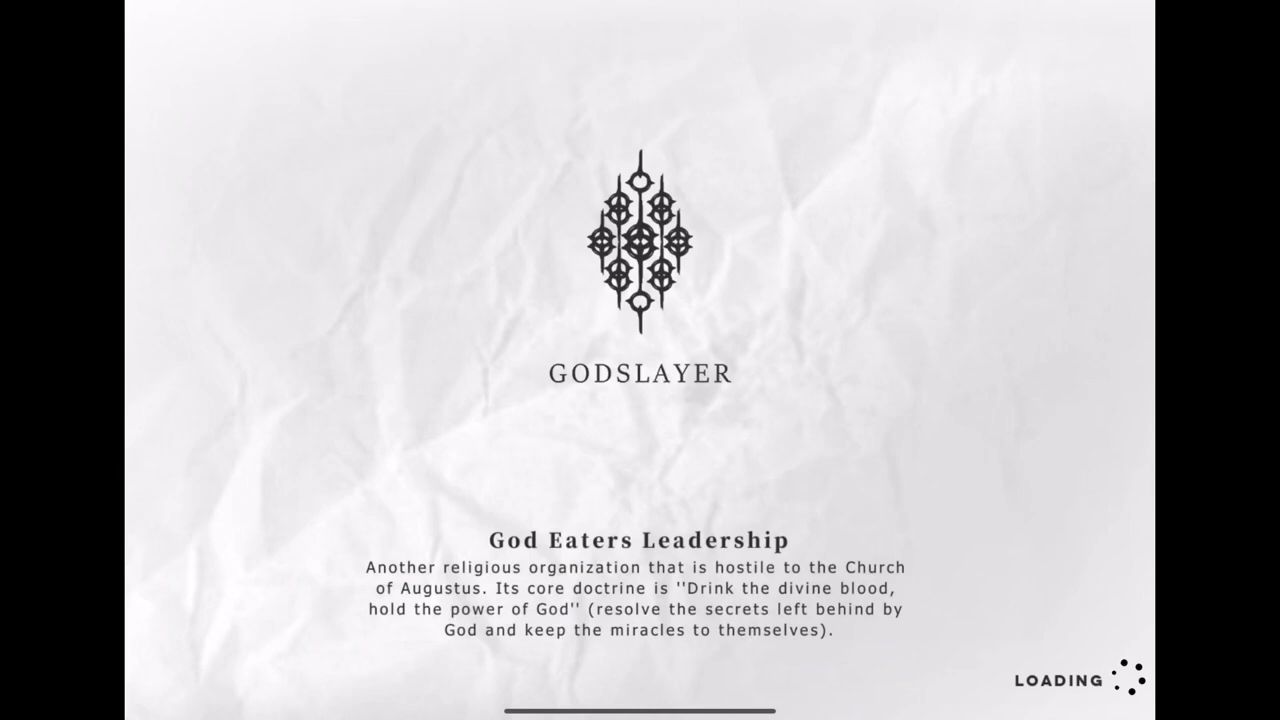 GODSLAYER
God Eaters Leadership
Another religious organization that is hostile to the Church
of Augustus. Its core doctrine is ''Drink the divine blood,
hold the power of God'' (resolve the secrets left behind by
God and keep the miracles to themselves).
LOADING